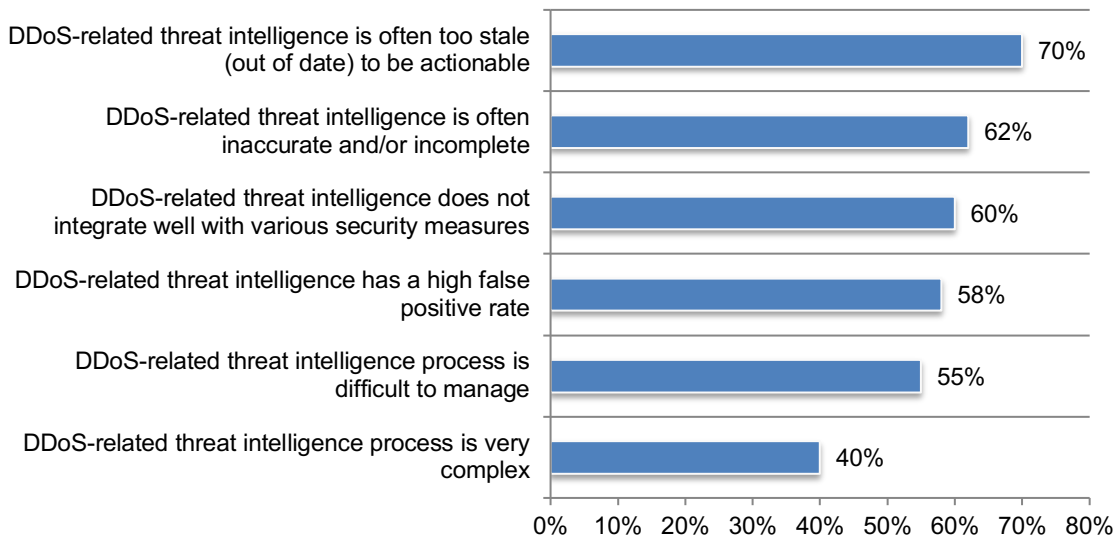 DDoS-related threat intelligence is often too stale
(out of date) to be actionable
70%
DDoS-related threat intelligence is often
inaccurate and/or incomplete
62%
DDoS-related threat intelligence does not
integrate well with various security measures
60%
DDoS-related threat intelligence has a high false
positive rate
58%
DDoS-related threat intelligence process is
difficult to manage
55%
DDoS-related threat intelligence process is very
complex
40%
0% 10% 20% 30% 40% 50% 60% 70% 80%